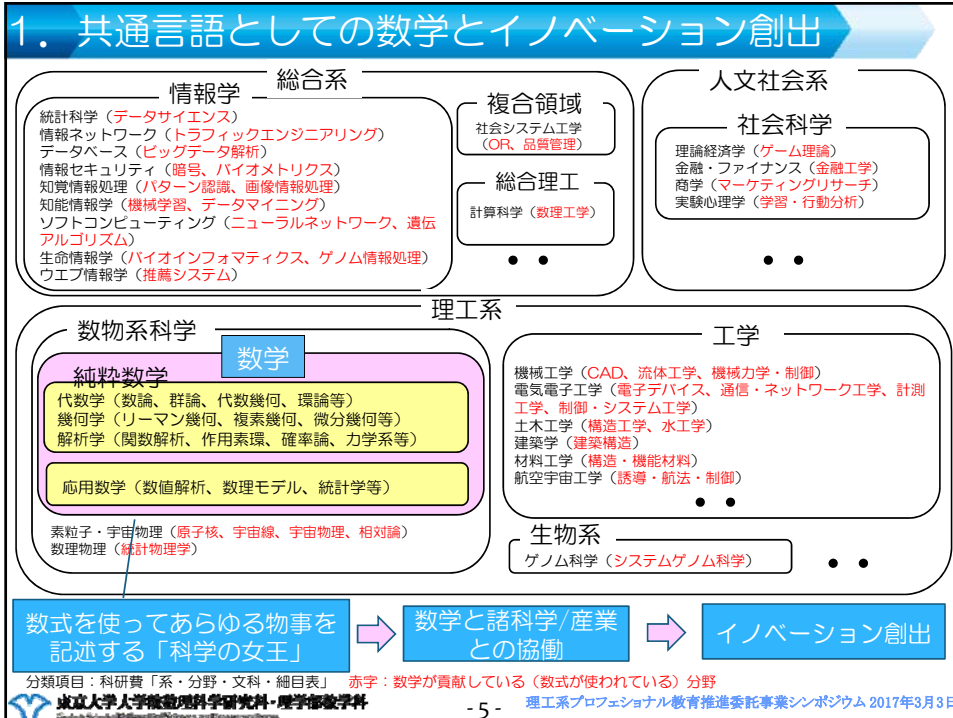 1．共通言語としての数学とイノベーション創出
総合系
情報学
統計科学（データサイエンス）
情報ネットワーク（トラフィックエンジニアリング）
データベース（ビッグデータ解析）
情報セキュリティ（暗号、バイオメトリクス）
知覚情報処理（パターン認識、画像情報処理）
知能情報学（機械学習、データマイニング）
ソフトコンピューティング（ニューラルネットワーク、遺伝
アルゴリズム）
生命情報学（バイオインフォマティクス、ゲノム情報処理）
ウエブ情報学（推薦システム）
複合領域
社会システム工学
（OR、品質管理）
総合理工
計算科学（数理工学）
● ●
人文社会系
社会科学
理論経済学（ゲーム理論）
金融・ファイナンス（金融工学）
商学（マーケティングリサーチ）
実験心理学（学習・行動分析）
● ●
理工系
数物系科学
数学
純粋数学
代数学（数論、群論、代数幾何、環論等）
幾何学（リーマン幾何、複素幾何、微分幾何等）
解析学（関数解析、作用素環、確率論、力学系等）
応用数学（数値解析、数理モデル、統計学等）
素粒子・宇宙物理（原子核、宇宙線、宇宙物理、相対論）
数理物理（統計物理学）
工学
機械工学（CAD、流体工学、機械力学・制御）
電気電子工学（電子デバイス、通信・ネットワーク工学、計測
工学、制御・システム工学）
土木工学（構造工学、水工学）
建築学（建築構造）
材料工学（構造・機能材料）
航空宇宙工学（誘導・航法・制御）
● ●
生物系
ゲノム科学（システムゲノム科学）
● ●
数式を使ってあらゆる物事を
記述する「科学の女王」
数学と諸科学/産業
との協働
イノベーション創出
分類項目：科研費「系・分野・文科・細目表」 赤字：数学が貢献している（数式が使われている）分野
東京大学大学院数理科学研究科・理学部数学科
- 5 -
理工系プロフェショナル教育推進委託事業シンポジウム 2017年3月3日